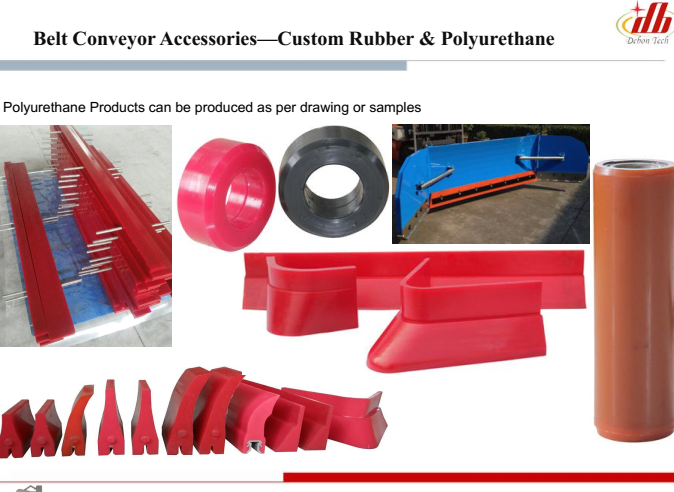 Belt Conveyor Accessories—Custom Rubber & Polyurethane
Debon Tech
Polyurethane Products can be produced as per drawing or samples